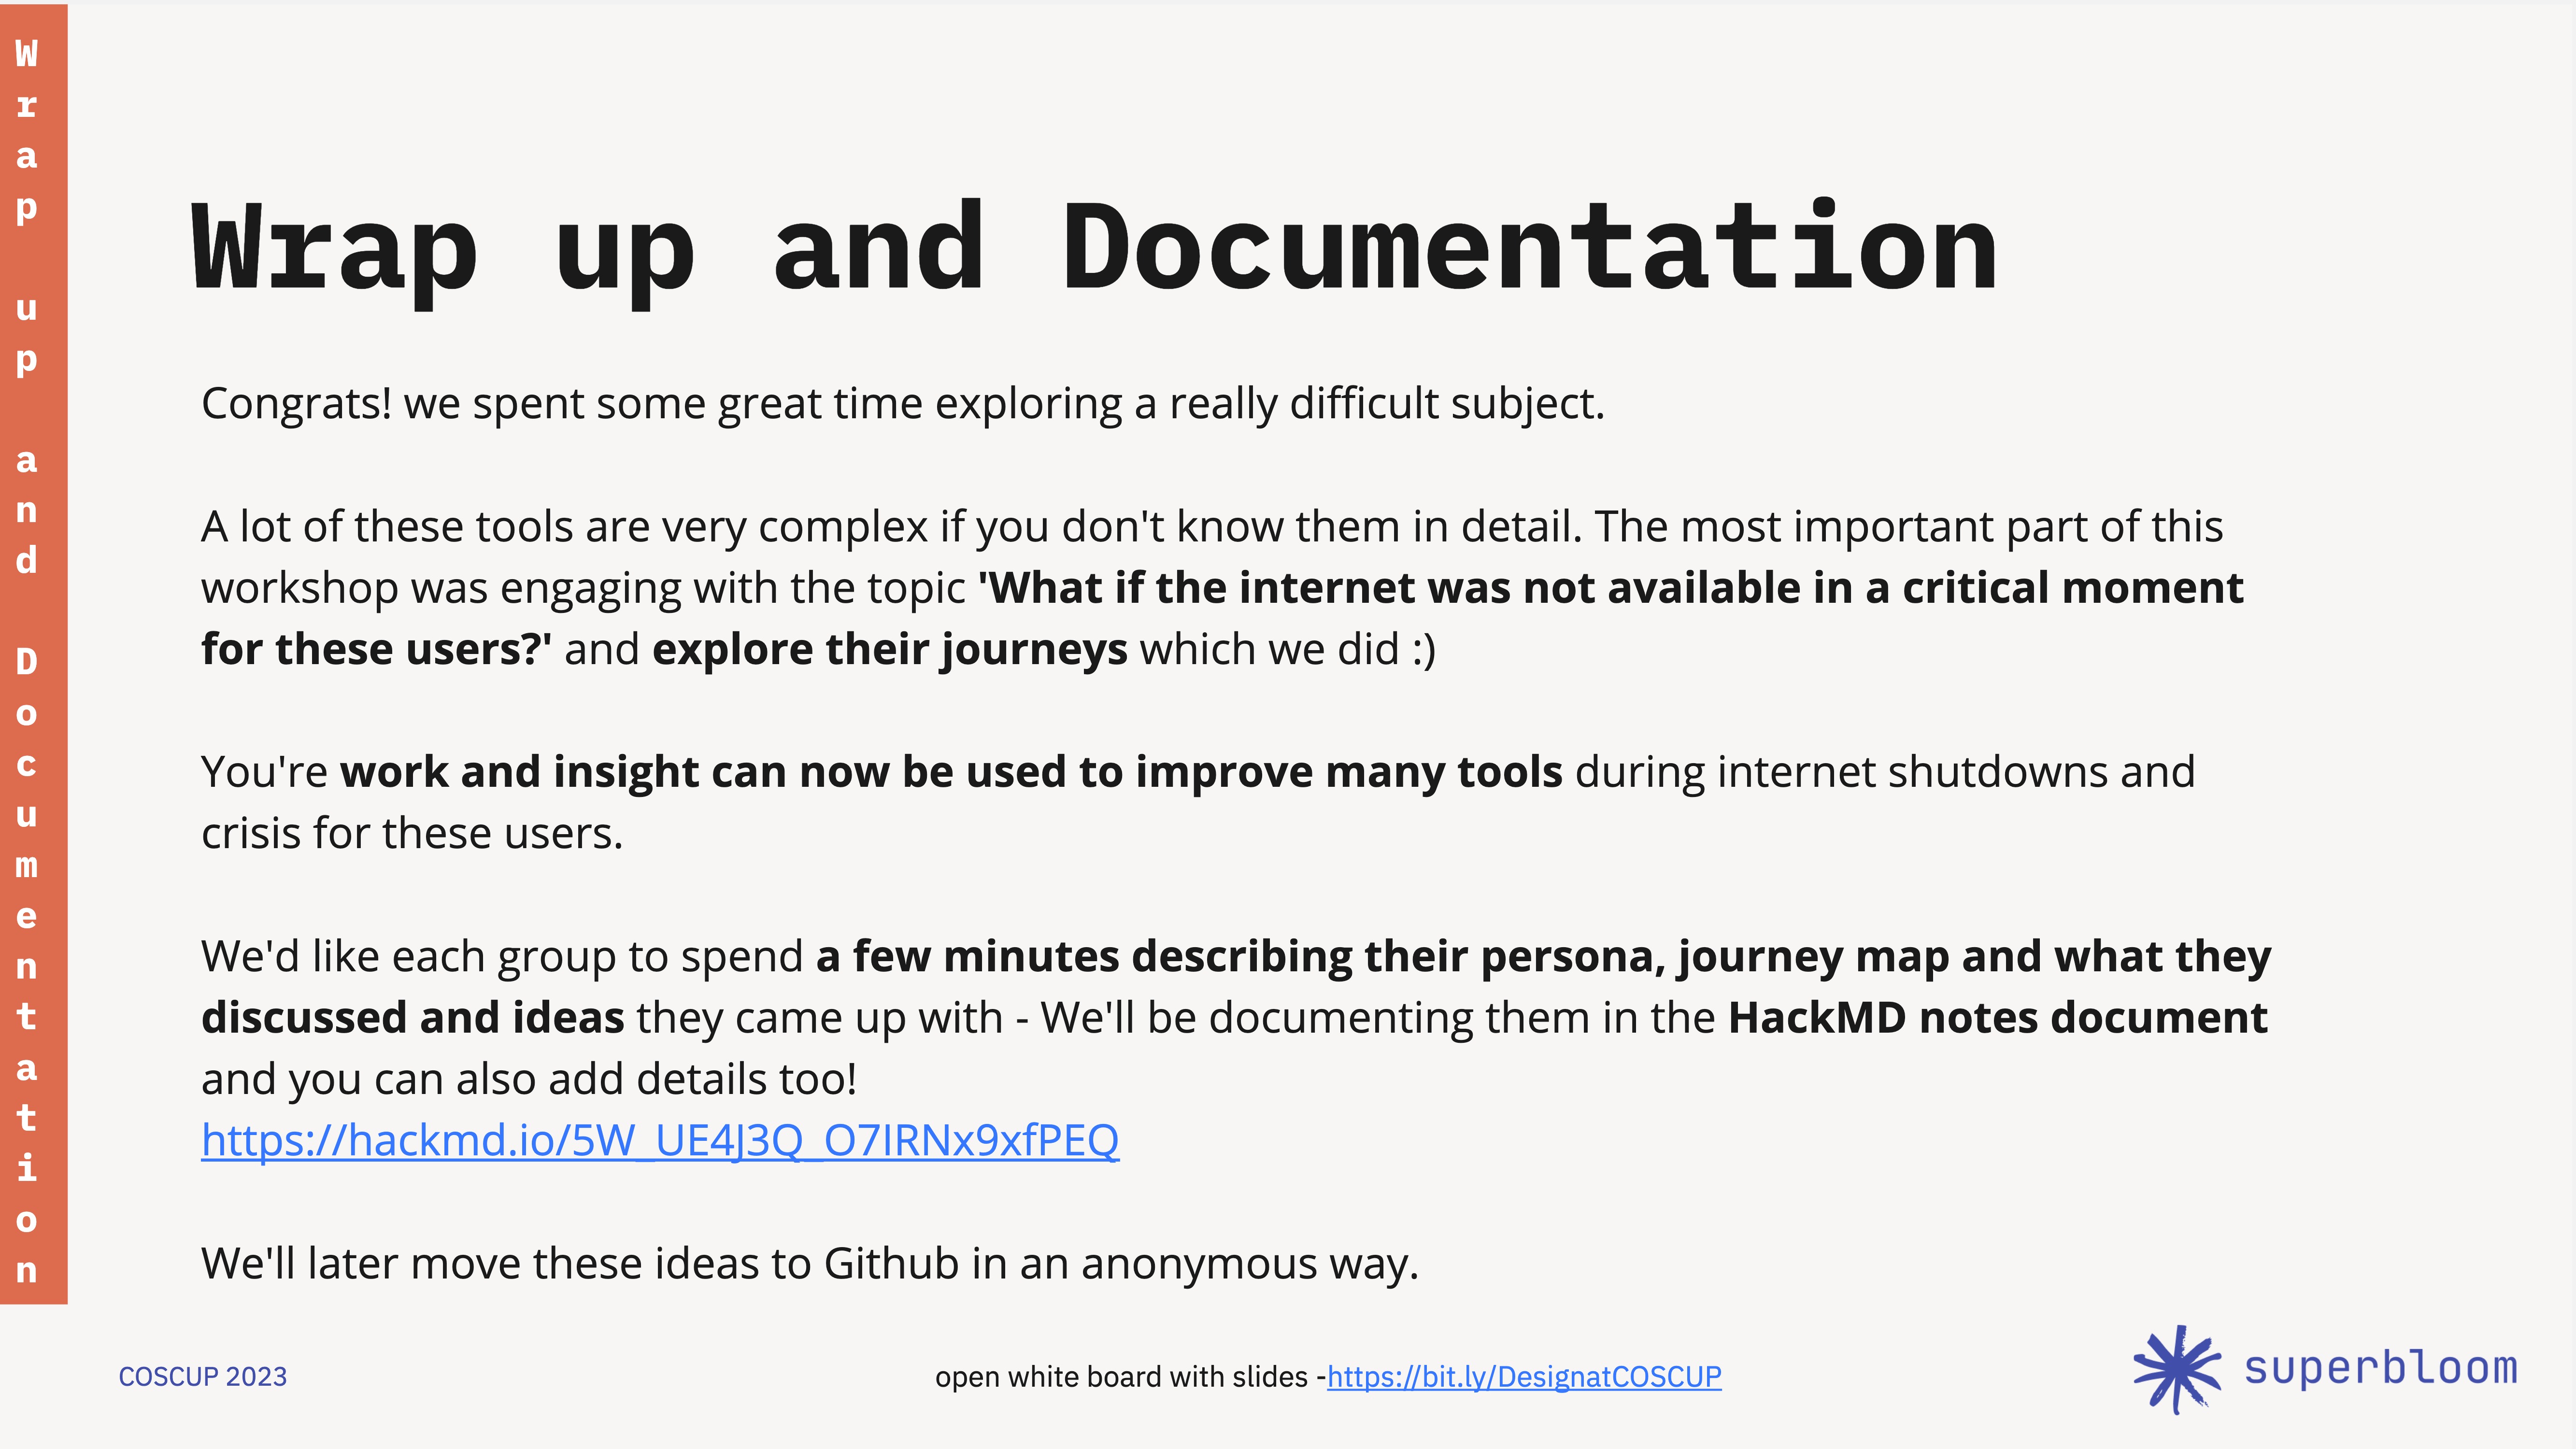 Wrap up and Documentation
Wrap up and Documentation
Congrats! we spent some great time exploring a really difficult subject.
A lot of these tools are very complex if you don't know them in detail. The most important part of this
workshop was engaging with the topic 'What if the internet was not available in a critical moment
for these users?' and explore their journeys which we did :)
You're work and insight can now be used to improve many tools during internet shutdowns and
crisis for these users.
We'd like each group to spend a few minutes describing their persona, journey map and what they
discussed and ideas they came up with - We'll be documenting them in the HackMD notes document
and you can also add details too!
https://hackmd.io/5W_UE4J3Q_O7IRNx9xfPEQ
We'll later move these ideas to Github in an anonymous way.
COSCUP 2023
open white board with slides -https://bit.ly/DesignatCOSCUP
superbloom